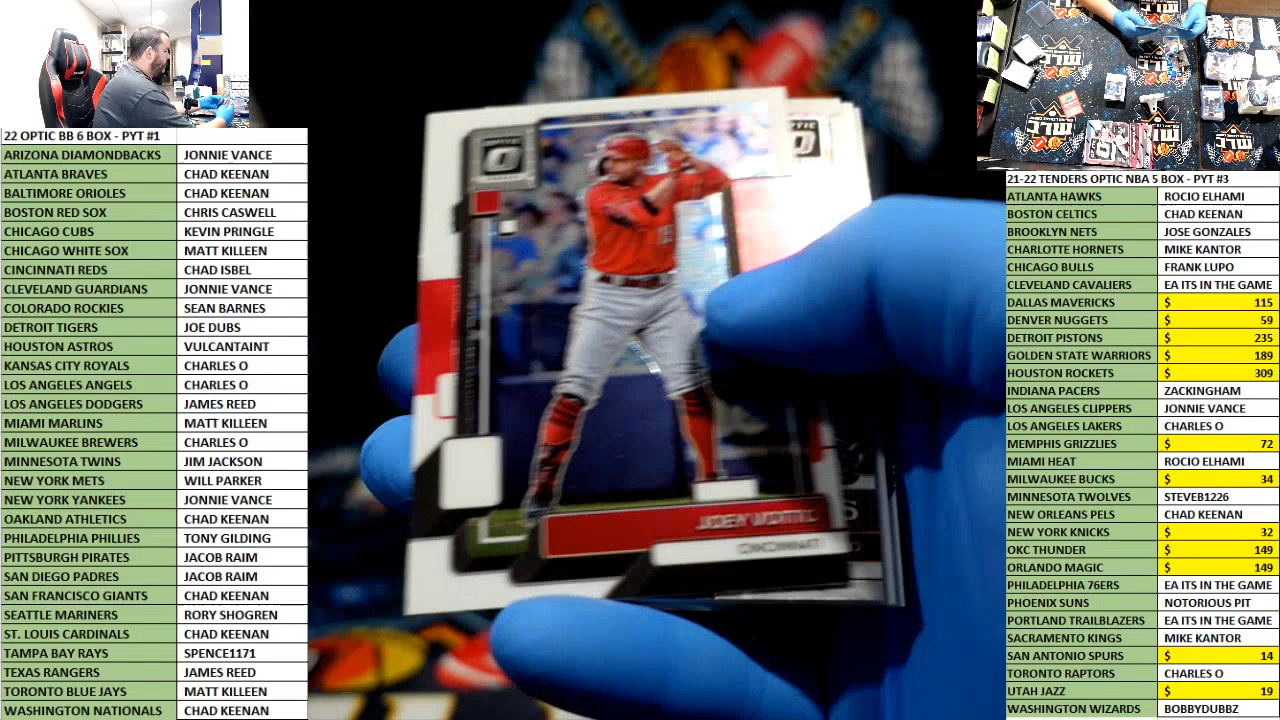 22 OPTIC BB 6 BOX - PYT #1
ARIZONA DIAMONDBACKS JONNIE VANCE
ATLANTA BRAVES CHAD KEENAN
BALTIMORE ORIOLES CHAD KEENAN
BOSTON RED SOX CHRIS CASWELL
CHICAGO CUBS KEVIN PRINGLE
CHICAGO WHITE SOX MATT KILLEEN
CINCINNATI REDS CHAD ISBEL
CLEVELAND GUARDIANS JONNIE VANCE
COLORADO ROCKIES SEAN BARNES
DETROIT TIGERS JOE DUBS
HOUSTON ASTROS VULCANTAINT
KANSAS CITY ROYALS CHARLES O
LOS ANGELES ANGELS CHARLES O
LOS ANGELES DODGERS JAMES REED
MIAMI MARLINS MATT KILLEEN
MILWAUKEE BREWERS CHARLES O
MINNESOTA TWINS JIM JACKSON
NEW YORK METS WILL PARKER
NEW YORK YANKEES JONNIE VANCE
OAKLAND ATHLETICS CHAD KEENAN
PHILADELPHIA PHILLIES TONY GILDING
PITTSBURGH PIRATES JACOB RAIM
SAN DIEGO PADRES JACOB RAIM
SAN FRANCISCO GIANTS CHAD KEENAN
SEATTLE MARINERS RORY SHOGREN
ST. LOUIS CARDINALS CHAD KEENAN
TAMPA BAY RAYS SPENCE1171
TEXAS RANGERS JAMES REED
TORONTO BLUE JAYS MATT KILLEEN
WASHINGTON NATIONALS CHAD KEENAN
OPTIC
JOEY VOTTO
CINCINNATI
21-22 TENDERS OPTIC NBA 5 BOX - PYT #3
ATLANTA HAWKS ROCIO ELHAMI
BOSTON CELTICS CHAD KEENAN
BROOKLYN NETS JOSE GONZALES
CHARLOTTE HORNETS MIKE KANTOR
CHICAGO BULLS FRANK LUPO
CLEVELAND CAVALIERS EA ITS IN THE GAME
DALLAS MAVERICKS $ 115
DENVER NUGGETS $ 59
DETROIT PISTONS $ 235
GOLDEN STATE WARRIORS $ 189
HOUSTON ROCKETS $ 309
INDIANA PACERS ZACKINGHAM
LOS ANGELES CLIPPERS JONNIE VANCE
LOS ANGELES LAKERS CHARLES O
MEMPHIS GRIZZLIES $ 72
MIAMI HEAT ROCIO ELHAMI
MILWAUKEE BUCKS $ 34
MINNESOTA TWOLVES STEVEB1226
NEW ORLEANS PELS CHAD KEENAN
NEW YORK KNICKS $ 32
OKC THUNDER $ 149
ORLANDO MAGIC $ 149
PHILADELPHIA 76ERS EA ITS IN THE GAME
PHOENIX SUNS NOTORIOUS PIT
PORTLAND TRAILBLAZERS EA ITS IN THE GAME
SACRAMENTO KINGS MIKE KANTOR
SAN ANTONIO SPURS $ 14
TORONTO RAPTORS CHARLES O
UTAH JAZZ $ 19
WASHINGTON WIZARDS BOBBYDUBBZ